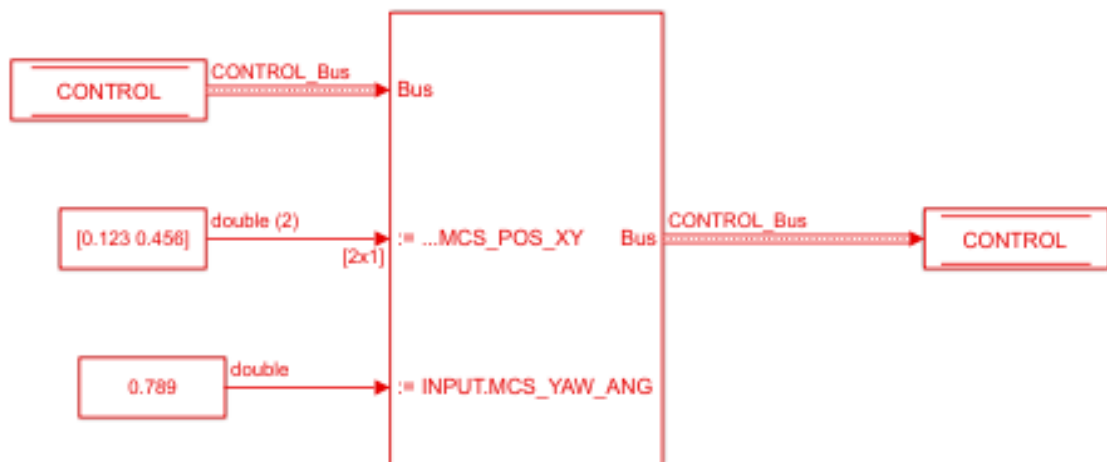 CONTROL_Bus
CONTROL
Bus
double (2)
[0.123 0.456]
:= ...MCS_POS_XY
[2x1]
Bus
CONTROL_Bus
CONTROL
double
0.789
:= INPUT.MCS_YAW_ANG